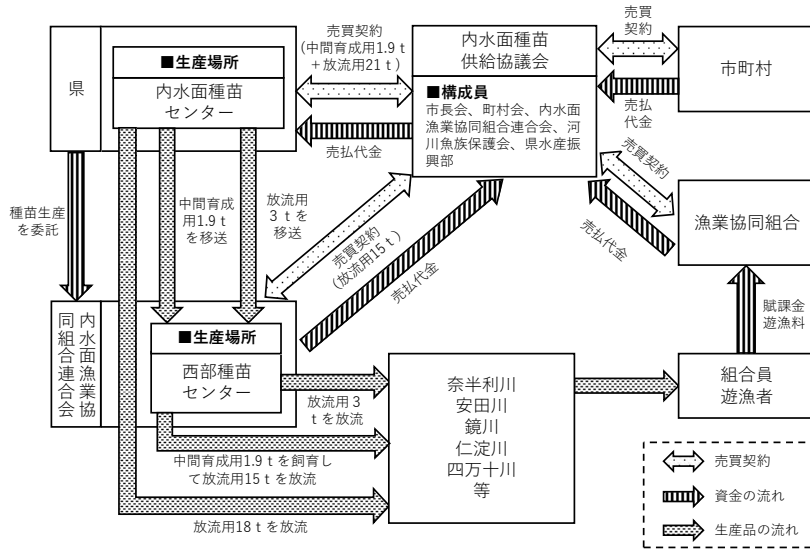 県
■生産場所
内水面種苗
センター
売買契約
(中間育成用1.9ｔ
＋放流用21ｔ)
売払代金
内水面種苗
供給協議会
■構成員
市長会、町村会、内水面
漁業協同組合連合会、河
川魚族保護会、県水産振
興部
売買
契約
売払
代金
市町村
種苗生産
を委託
中間育成
用1.9ｔ
を移送
放流用
３ｔを
移送
売買契約
(放流用15ｔ)
売払代金
売買契約
売払代金
漁業協同組合
賦課金
遊漁料
組合員
遊漁者
内水面漁業協
同組合連合会
■生産場所
西部種苗
センター
放流用３
ｔを放流
中間育成用1.9ｔを飼育し
て放流用15ｔを放流
放流用18ｔを放流
奈半利川
安田川
鏡川
仁淀川
四万十川
等
売買契約
資金の流れ
生産品の流れ